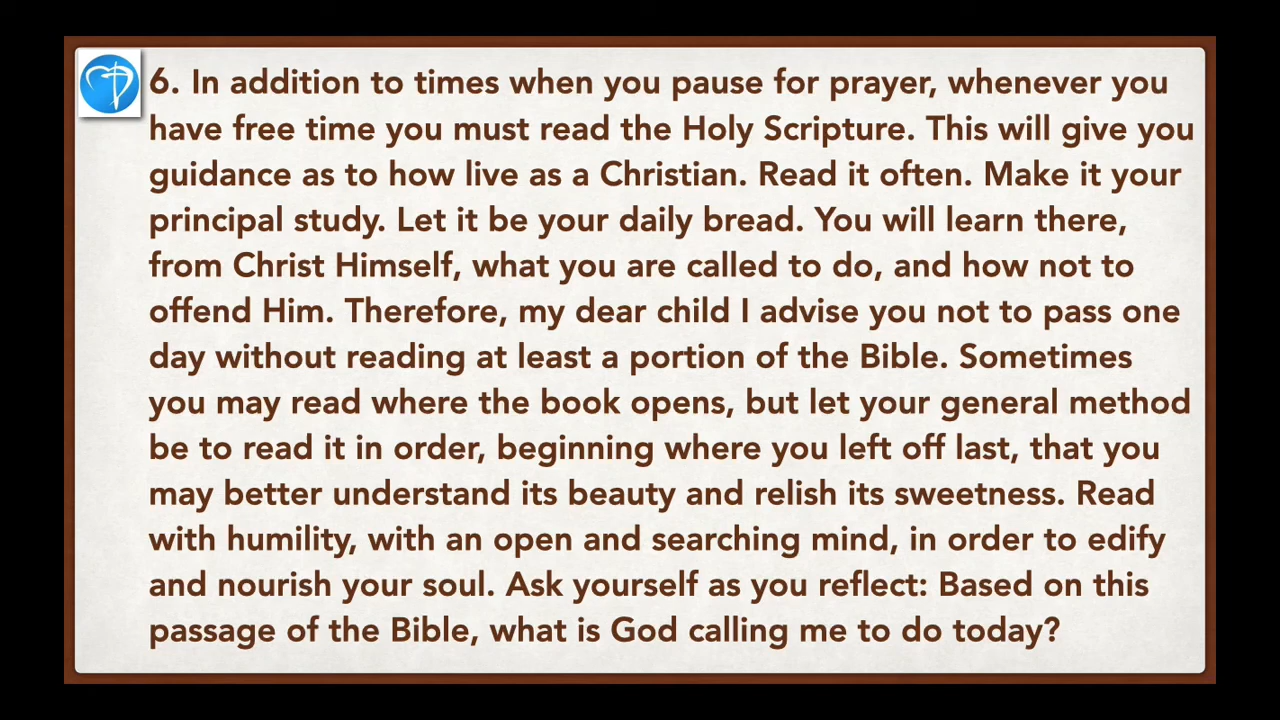 6. In addition to times when you pause for prayer, whenever you
have free time you must read the Holy Scripture. This will give you
guidance as to how live as a Christian. Read it often. Make it your
principal study. Let it be your daily bread. You will learn there,
from Christ Himself, what you are called to do, and how not to
offend Him. Therefore, my dear child I advise you not to pass one
day without reading at least a portion of the Bible. Sometimes
you may read where the book opens, but let your general method
be to read it in order, beginning where you left off last, that you
may better understand its beauty and relish its sweetness. Read
with humility, with an open and searching mind, in order to edify
and nourish your soul. Ask yourself as you reflect: Based on this
passage of the Bible, what is God calling me to do today?